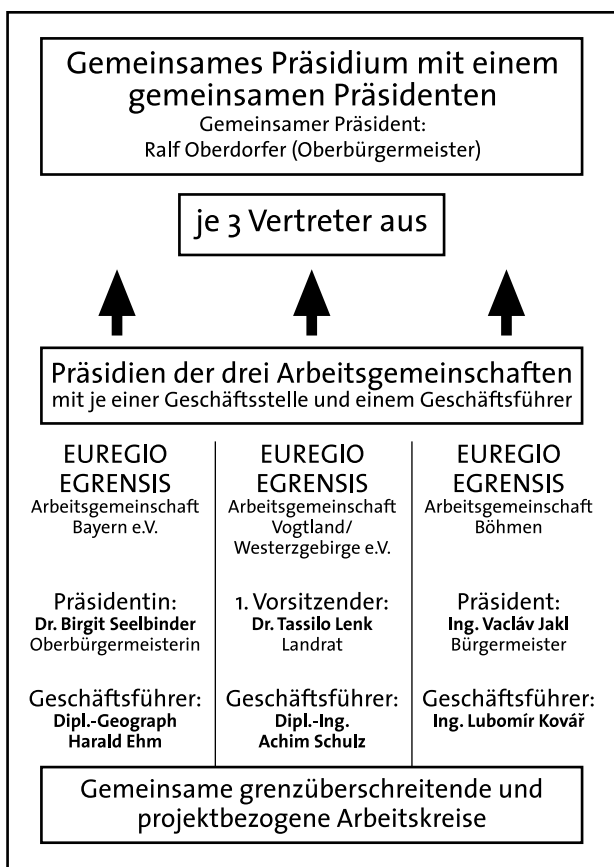 Gemeinsames Präsidium mit einem
gemeinsamen Präsidenten
Gemeinsamer Präsident:
Ralf Oberdorfer (Oberbürgermeister)
je 3 Vertreter aus
Präsidien der drei Arbeitsgemeinschaften
mit je einer Geschäftsstelle und einem Geschäftsführer
EUREGIO
EGRENSIS
Arbeitsgemeinschaft
Bayern e.V.
Präsidentin:
Dr. Birgit Seelbinder
Oberbürgermeisterin
Geschäftsführer:
Dipl.-Geograph
Harald Ehm
EUREGIO
EGRENSIS
Arbeitsgemeinschaft
Vogtland/
Westerzgebirge e.V.
1. Vorsitzender:
Dr. Tassilo Lenk
Landrat
Geschäftsführer:
Dipl.-Ing.
Achim Schulz
EUREGIO
EGRENSIS
Arbeitsgemeinschaft
Böhmen
Präsident:
Ing. Vacláv Jakl
Bürgermeister
Geschäftsführer:
Ing. Lubomír Kovář
Gemeinsame grenzüberschreitende und
projektbezogene Arbeitskreise